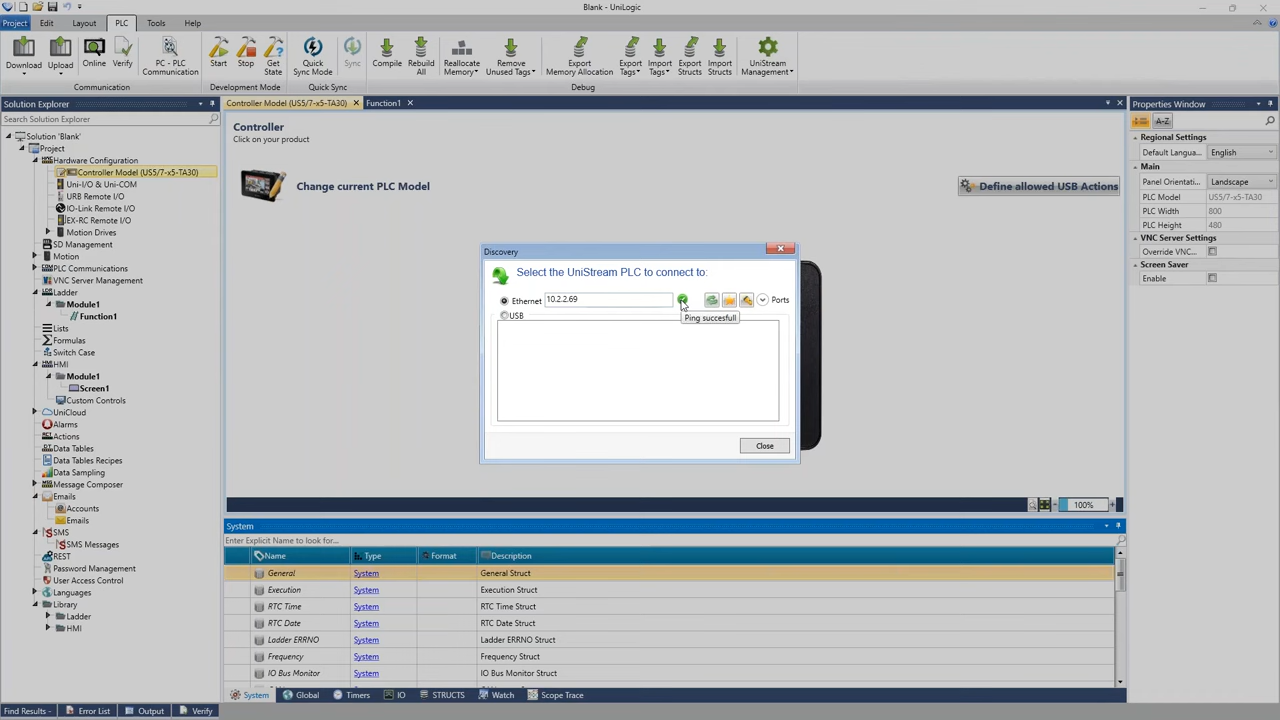 Blank - UniLogic
Project Edit Layout PLC Tools Help
Download Upload Online Verify PC - PLC Communication Start Stop Get State Quick Sync Mode Sync Compile Rebuild All Reallocate Memory Remove Unused Tags Export Memory Allocation Export Tags Import Tags Export Structs Import Structs UniStream Management
Communication Development Mode Quick Sync Debug
Solution Explorer
Search Solution Explorer
Solution 'Blank'
Project
Hardware Configuration
Controller Model (US5/7-x5-TA30)
Uni-I/O & Uni-COM
URB Remote I/O
IO-Link Remote I/O
EX-RC Remote I/O
Motion Drives
SD Management
Motion
PLC Communications
VNC Server Management
Ladder
Module1
Function1
Lists
Formulas
Switch Case
HMI
Module1
Screen1
Custom Controls
UniCloud
Alarms
Actions
Data Tables
Data Tables Recipes
Data Sampling
Message Composer
Emails
Accounts
Emails
SMS
SMS Messages
REST
Password Management
User Access Control
Languages
Library
Ladder
HMI
Controller Model (US5/7-x5-TA30) Function1
Controller
Click on your product
Change current PLC Model
Define allowed USB Actions
Discovery
Select the UniStream PLC to connect to:
Ethernet 10.2.2.69 Ports
Ping succesfull
USB
Close
100%
System
Enter Explicit Name to look for...
Name Type Format Description
General System General Struct
Execution System Execution Struct
RTC Time System RTC Time Struct
RTC Date System RTC Date Struct
Ladder ERRNO System Ladder ERRNO Struct
Frequency System Frequency Struct
IO Bus Monitor System IO Bus Monitor Struct
System Global Timers IO STRUCTS Watch Scope Trace
Properties Window
A-Z
Regional Settings
Default Langua... English
Main
Panel Orientat... Landscape
PLC Model US5/7-x5-TA30
PLC Width 800
PLC Height 480
VNC Server Settings
Override VNC...
Screen Saver
Enable
Find Results - Error List Output Verify